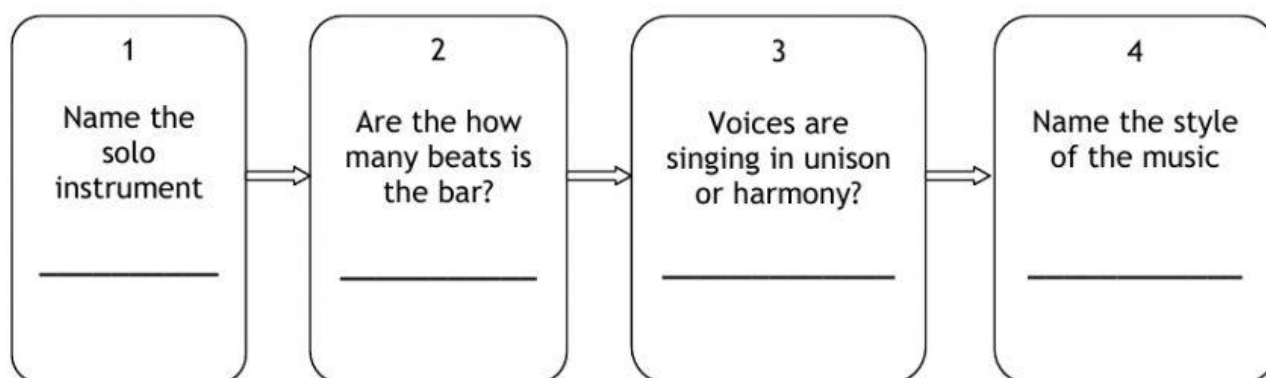 1
Name the
solo
instrument
2
Are the how
many beats is
the bar?
3
Voices are
singing in unison
or harmony?
4
Name the style
of the music